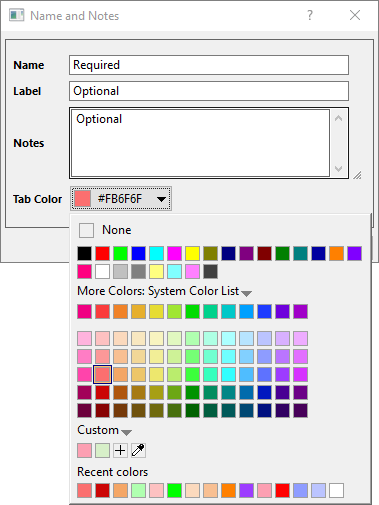 Name and Notes ? ×
Name Required
Label Optional
Notes Optional
Tab Color #FB6F6F
None
More Colors: System Color List
Custom
Recent colors